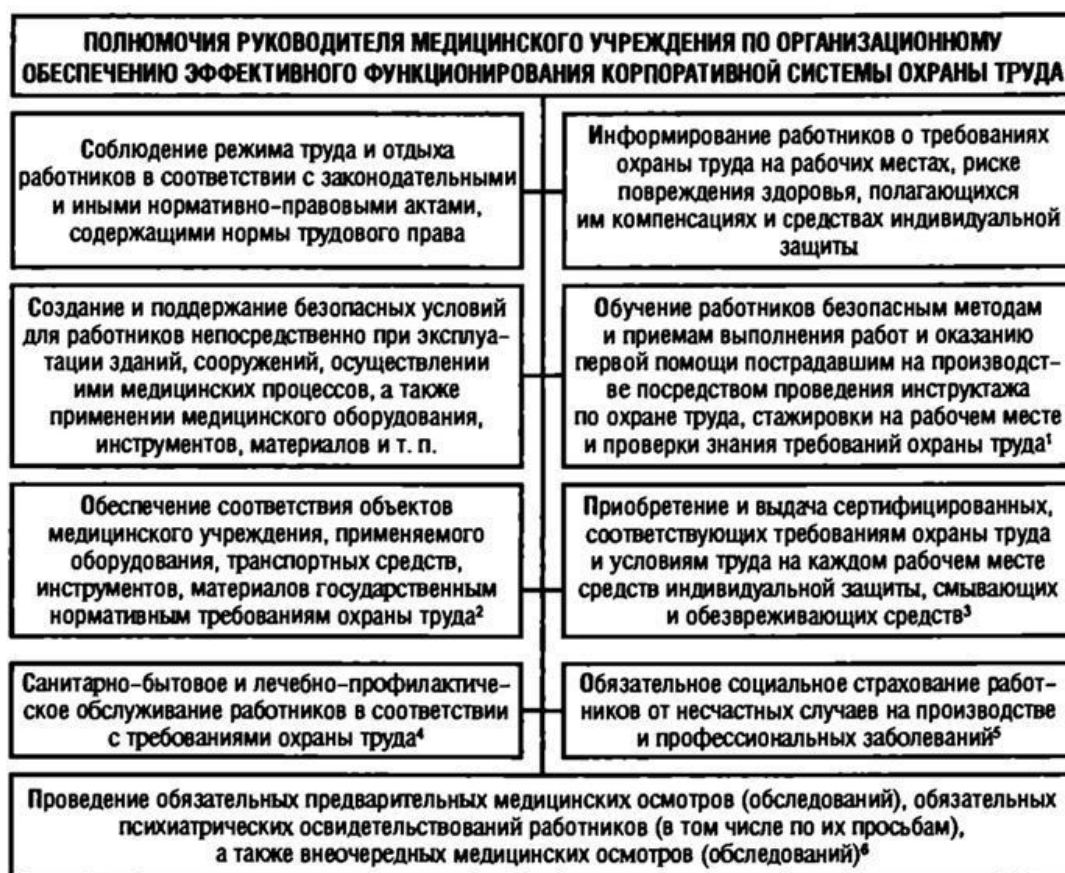 ПОЛНОМОЧИЯ РУКОВОДИТЕЛЯ МЕДИЦИНСКОГО УЧРЕЖДЕНИЯ ПО ОРГАНИЗАЦИОННОМУ
ОБЕСПЕЧЕНИЮ ЭФФЕКТИВНОГО ФУНКЦИОНИРОВАНИЯ КОРПОРАТИВНОЙ СИСТЕМЫ ОХРАНЫ ТРУДА
Соблюдение режима труда и отдыха
работников в соответствии с законодательными
и иными нормативно-правовыми актами,
содержащими нормы трудового права
Информирование работников о требованиях
охраны труда на рабочих местах, риске
повреждения здоровья, полагающихся
им компенсациях и средствах индивидуальной
защиты
Создание и поддержание безопасных условий
для работников непосредственно при эксплуа-
тации зданий, сооружений, осуществлении
ими медицинских процессов, а также
применении медицинского оборудования,
инструментов, материалов и т. п.
Обучение работников безопасным методам
и приемам выполнения работ и оказанию
первой помощи пострадавшим на производст-
ве посредством проведения инструктажа
по охране труда, стажировки на рабочем месте
и проверки знания требований охраны труда¹
Обеспечение соответствия объектов
медицинского учреждения, применяемого
оборудования, транспортных средств,
инструментов, материалов государственным
нормативным требованиям охраны труда²
Приобретение и выдача сертифицированных,
соответствующих требованиям охраны труда
и условиям труда на каждом рабочем месте
средств индивидуальной защиты, смывающих
и обезвреживающих средств³
Санитарно-бытовое и лечебно-профилактиче-
ское обслуживание работников в соответствии
с требованиями охраны труда⁴
Обязательное социальное страхование работ-
ников от несчастных случаев на производстве
и профессиональных заболеваний⁵
Проведение обязательных предварительных медицинских осмотров (обследований), обязательных
психиатрических освидетельствований работников (в том числе по их просьбам),
а также внеочередных медицинских осмотров (обследований)⁶